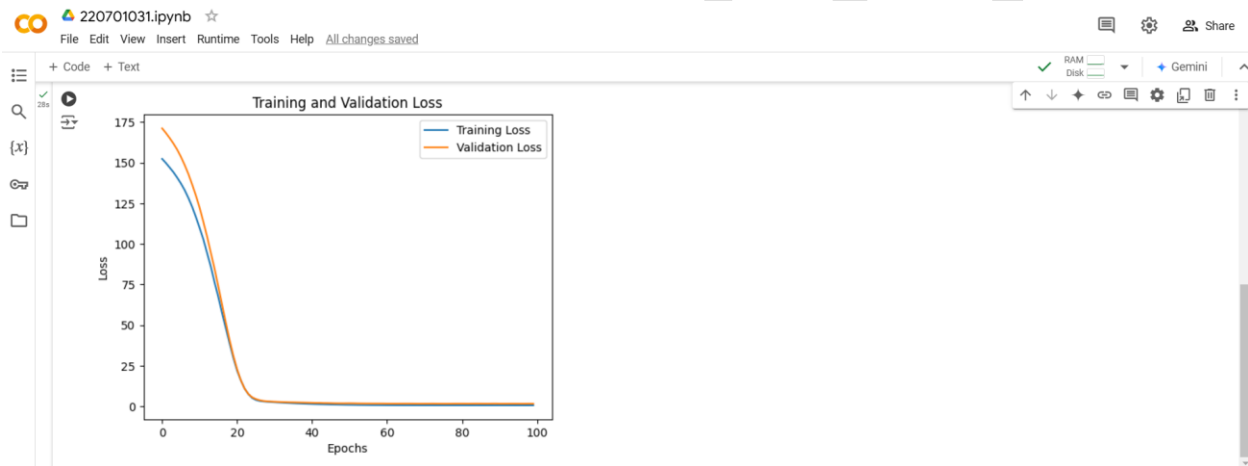 220701031.ipynb
File Edit View Insert Runtime Tools Help All changes saved
Share
+ Code + Text
RAM
Disk
Gemini
28s
{x}
Training and Validation Loss
Training Loss
Validation Loss
175
150
125
100
75
50
25
0
Loss
0 20 40 60 80 100
Epochs